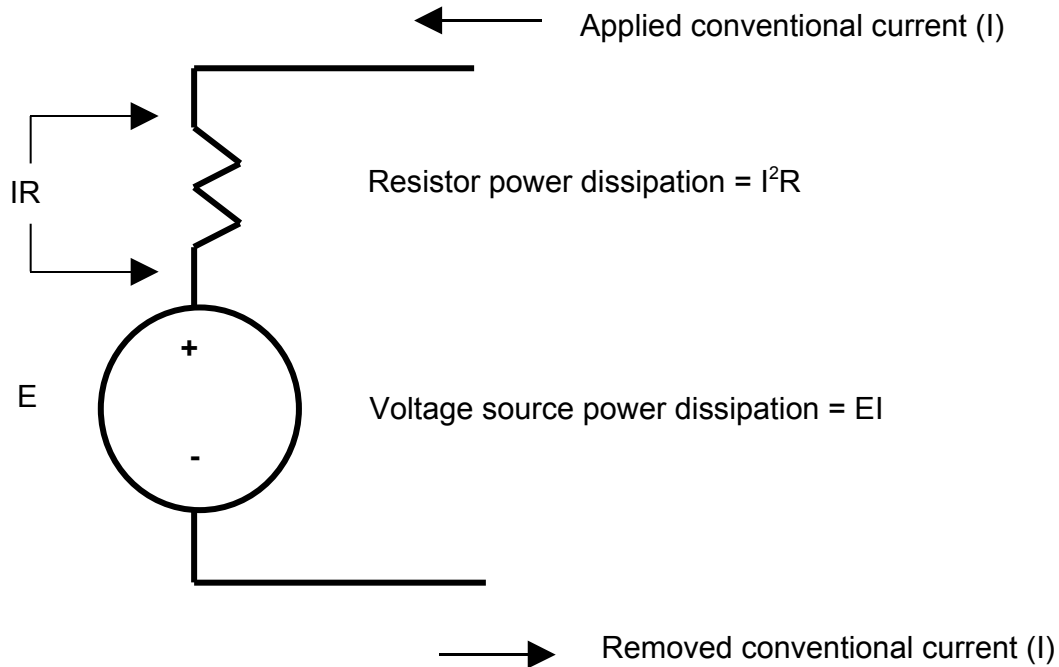 Applied conventional current (I)
IR
Resistor power dissipation = I²R
+
E
Voltage source power dissipation = EI
-
Removed conventional current (I)